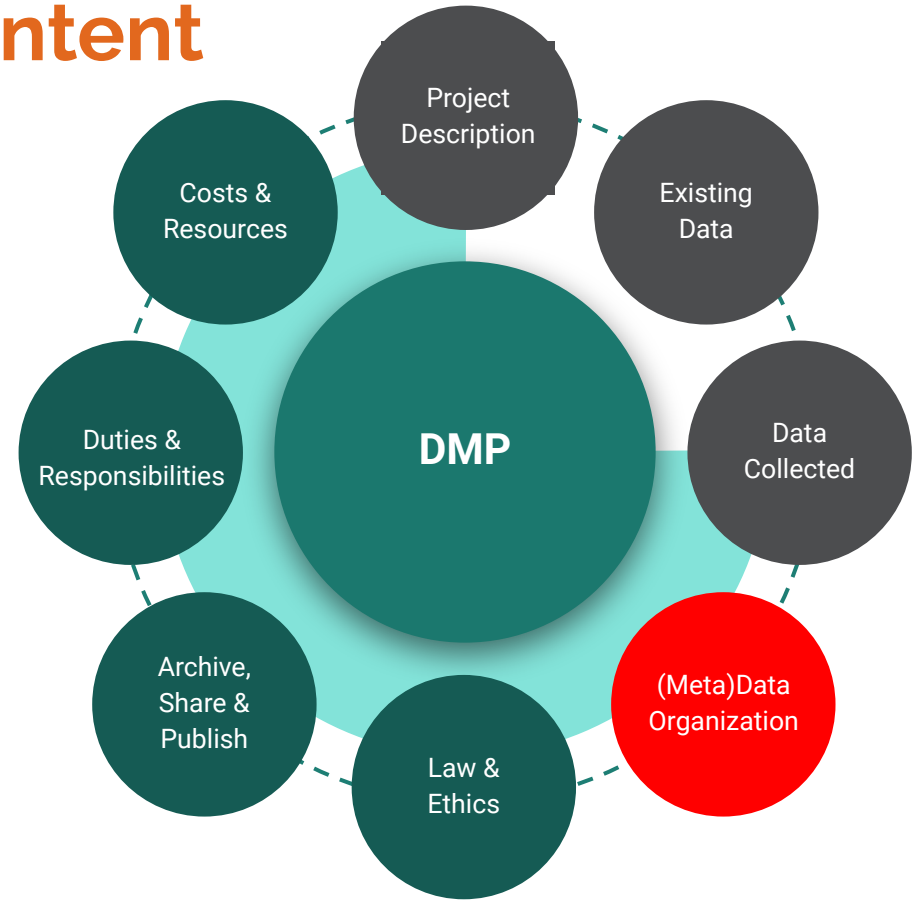 ntent
Project
Description
Existing
Data
Data
Collected
(Meta)Data
Organization
Law &
Ethics
Archive,
Share &
Publish
Duties &
Responsibilities
Costs &
Resources
DMP